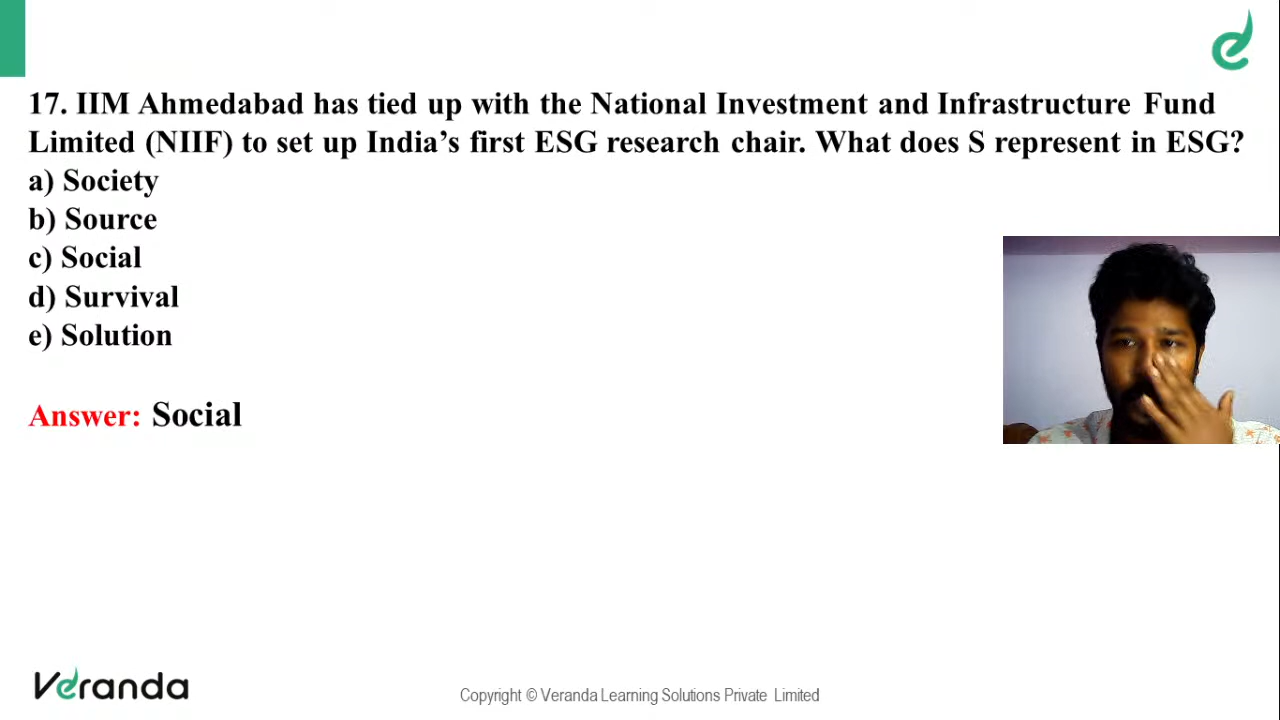 17. IIM Ahmedabad has tied up with the National Investment and Infrastructure Fund
Limited (NIIF) to set up India’s first ESG research chair. What does S represent in ESG?
a) Society
b) Source
c) Social
d) Survival
e) Solution
Answer: Social
Veranda
Copyright © Veranda Learning Solutions Private Limited